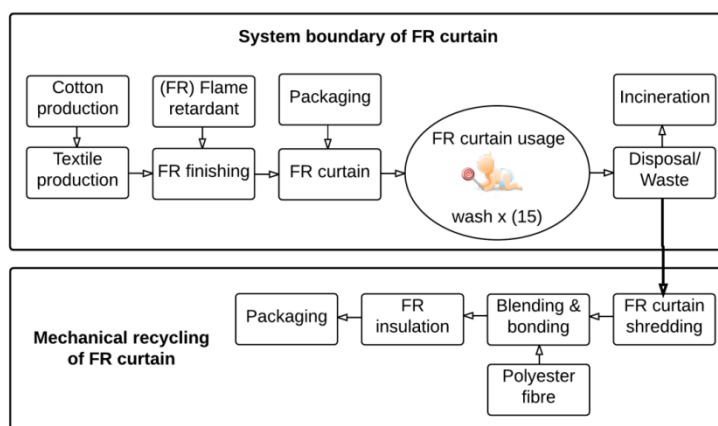 System boundary of FR curtain
Cotton
production
(FR) Flame
retardant
Packaging
Incineration
FR curtain usage
Textile
production
FR finishing
FR curtain
Disposal/
Waste
wash x (15)
Mechanical recycling
of FR curtain
Packaging
FR
insulation
Blending &
bonding
FR curtain
shredding
Polyester
fibre